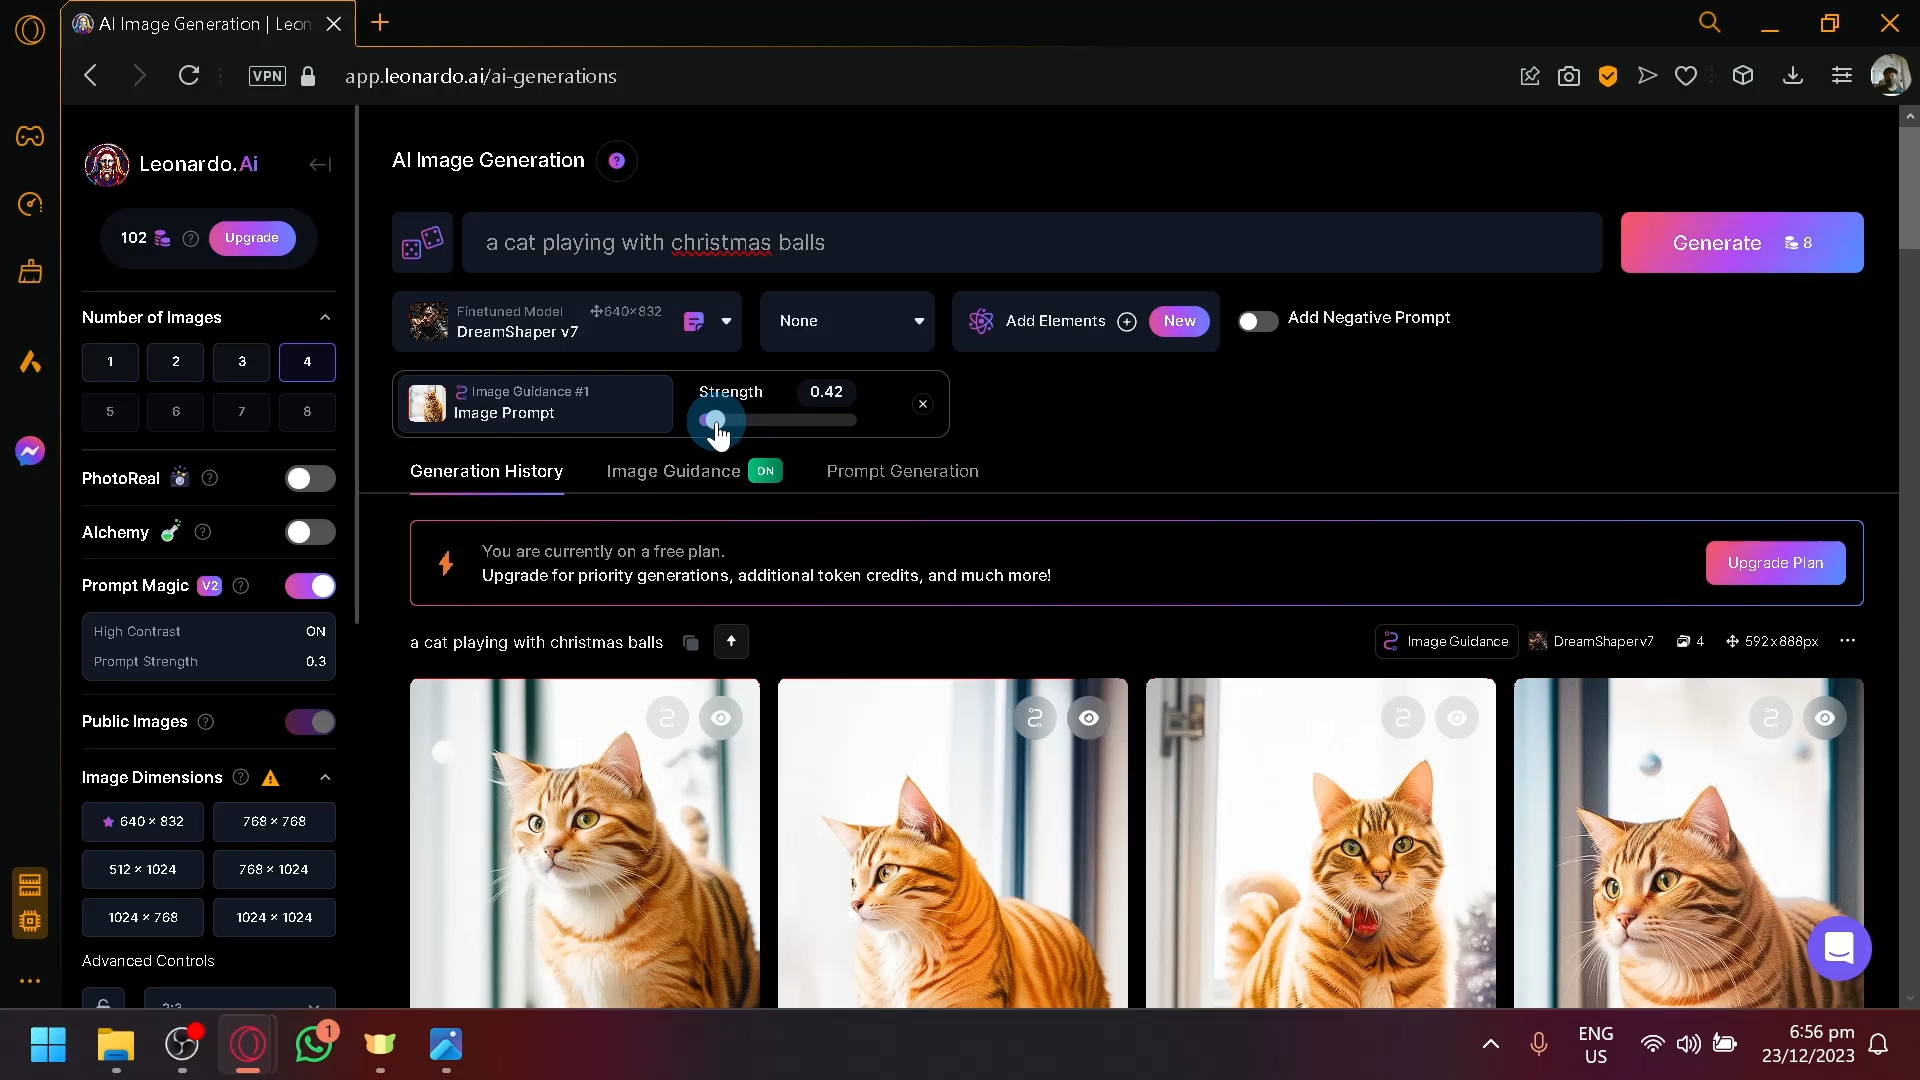 AI Image Generation | Leon
VPN
app.leonardo.ai/ai-generations
Leonardo.Ai
102
Upgrade
Number of Images
1
2
3
4
5
6
7
8
PhotoReal
Alchemy
Prompt Magic V2
High Contrast ON
Prompt Strength 0.3
Public Images
Image Dimensions
640 × 832
768 × 768
512 × 1024
768 × 1024
1024 × 768
1024 × 1024
Advanced Controls
AI Image Generation ?
a cat playing with christmas balls
Generate 8
Finetuned Model 640×832
DreamShaper v7
None
Add Elements New
Add Negative Prompt
Image Guidance #1
Image Prompt
Strength 0.42
Generation History
Image Guidance ON
Prompt Generation
You are currently on a free plan.
Upgrade for priority generations, additional token credits, and much more!
Upgrade Plan
a cat playing with christmas balls
Image Guidance
DreamShaper v7
4
592x888px
1
ENG
US
6:56 pm
23/12/2023